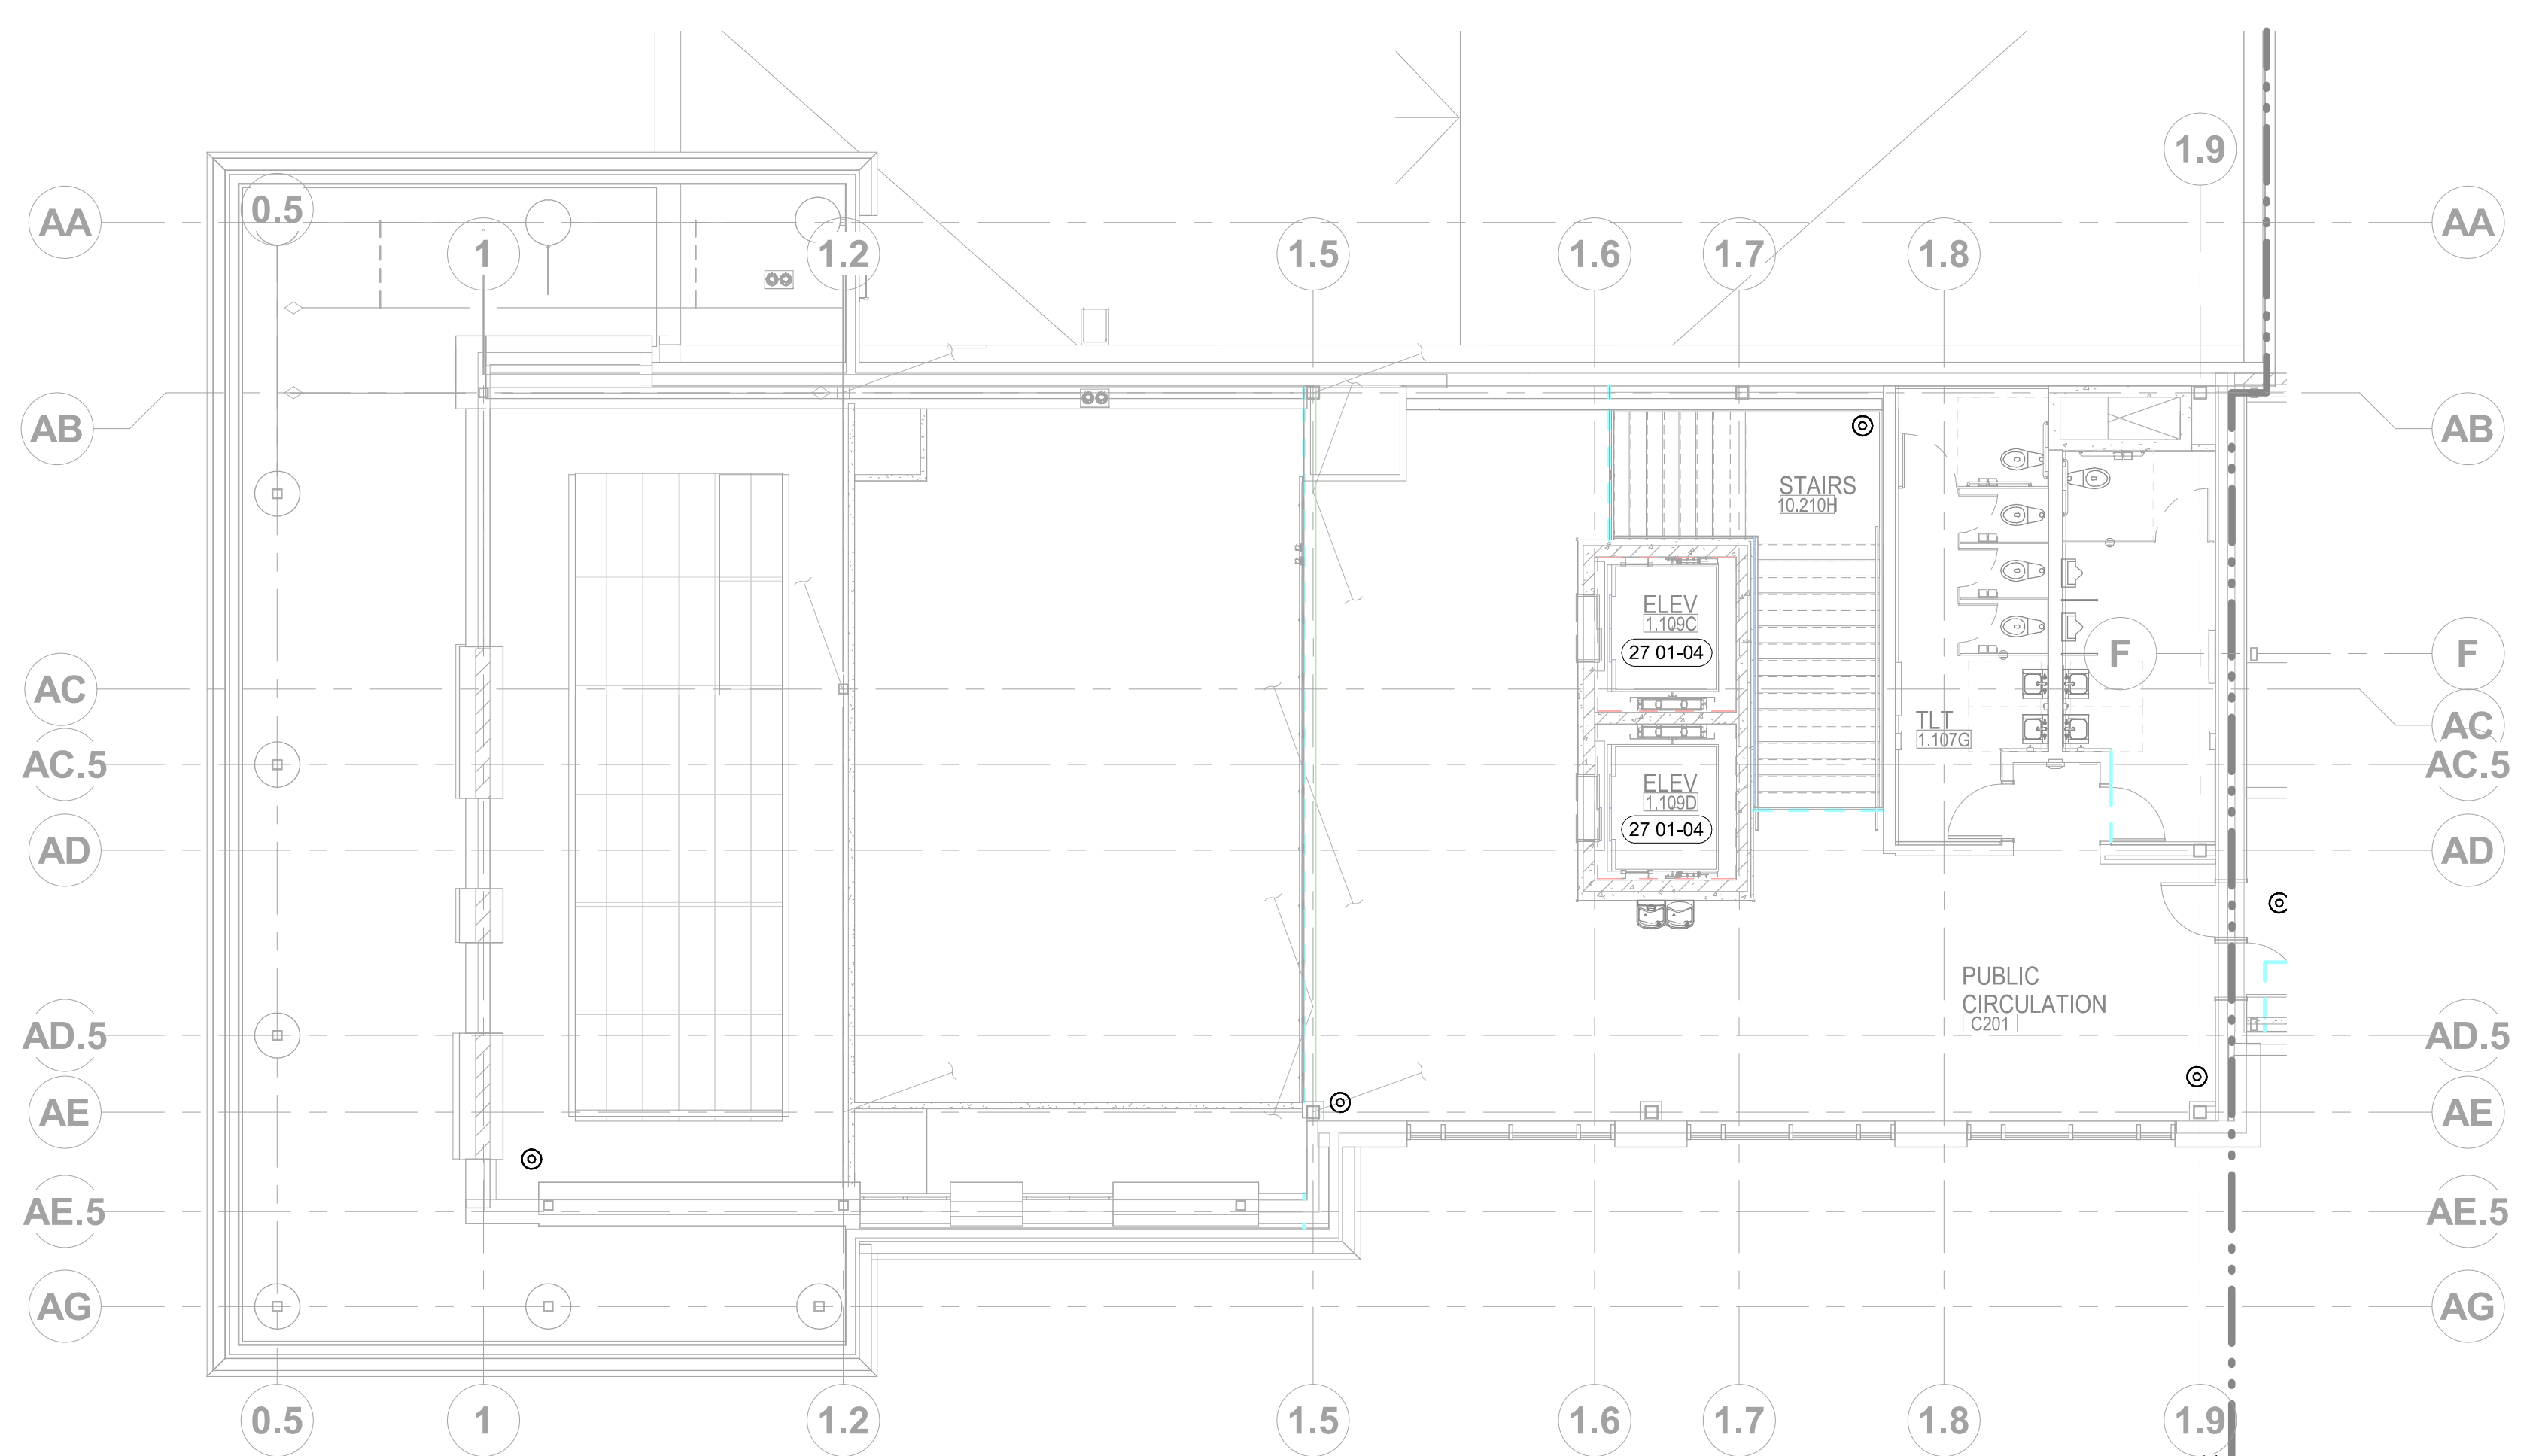 1.9
AA
0.5
AA
1
1.2
1.5
1.6
1.7
1.8
AB
AB
STAIRS
10.210H
ELEV
1.109C
27 01-04
F
F
AC
TLT
1.107G
AC
AC.5
AC.5
ELEV
1.109D
27 01-04
AD
AD
PUBLIC
CIRCULATION
C201
AD.5
AD.5
AE
AE
AE.5
AE.5
AG
AG
0.5
1
1.2
1.5
1.6
1.7
1.8
1.9